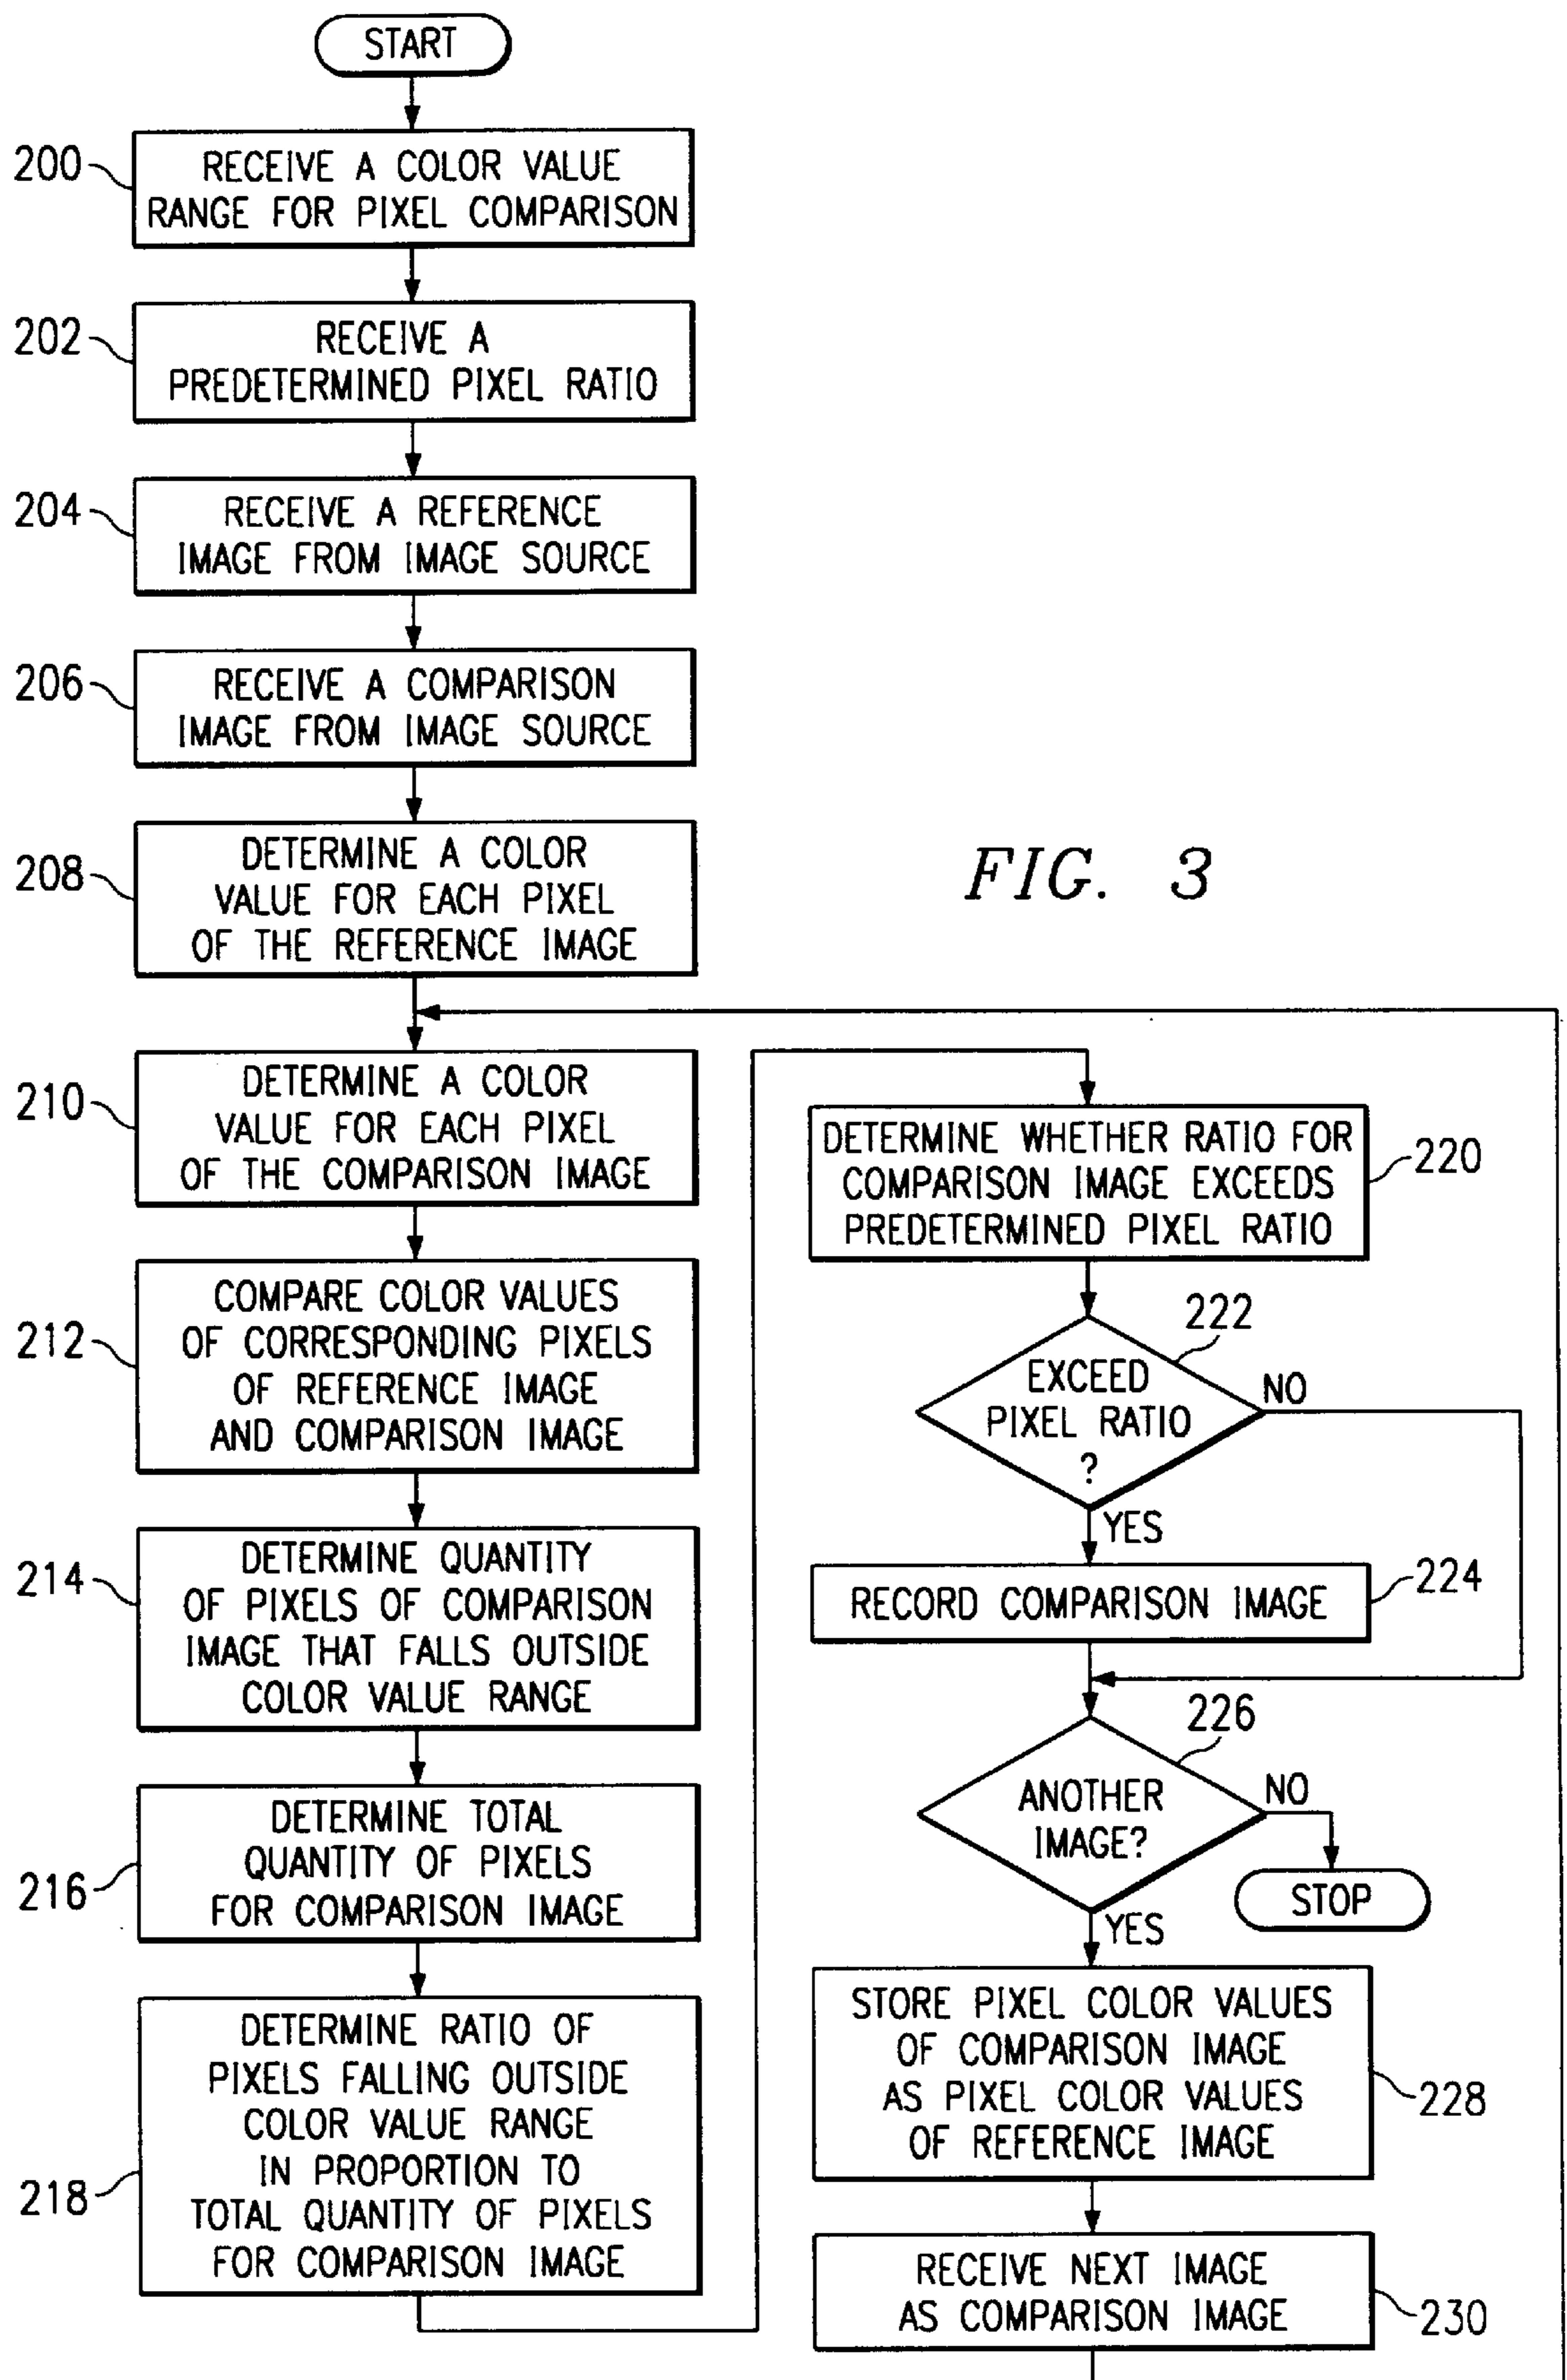 START
200
RECEIVE A COLOR VALUE
RANGE FOR PIXEL COMPARISON
202
RECEIVE A
PREDETERMINED PIXEL RATIO
204
RECEIVE A REFERENCE
IMAGE FROM IMAGE SOURCE
206
RECEIVE A COMPARISON
IMAGE FROM IMAGE SOURCE
208
DETERMINE A COLOR
VALUE FOR EACH PIXEL
OF THE REFERENCE IMAGE
FIG. 3
210
DETERMINE A COLOR
VALUE FOR EACH PIXEL
OF THE COMPARISON IMAGE
212
COMPARE COLOR VALUES
OF CORRESPONDING PIXELS
OF REFERENCE IMAGE
AND COMPARISON IMAGE
214
DETERMINE QUANTITY
OF PIXELS OF COMPARISON
IMAGE THAT FALLS OUTSIDE
COLOR VALUE RANGE
216
DETERMINE TOTAL
QUANTITY OF PIXELS
FOR COMPARISON IMAGE
218
DETERMINE RATIO OF
PIXELS FALLING OUTSIDE
COLOR VALUE RANGE
IN PROPORTION TO
TOTAL QUANTITY OF PIXELS
FOR COMPARISON IMAGE
DETERMINE WHETHER RATIO FOR
COMPARISON IMAGE EXCEEDS
PREDETERMINED PIXEL RATIO
220
222
EXCEED
PIXEL RATIO
?
NO
YES
RECORD COMPARISON IMAGE
224
226
ANOTHER
IMAGE?
NO
STOP
YES
STORE PIXEL COLOR VALUES
OF COMPARISON IMAGE
AS PIXEL COLOR VALUES
OF REFERENCE IMAGE
228
RECEIVE NEXT IMAGE
AS COMPARISON IMAGE
230